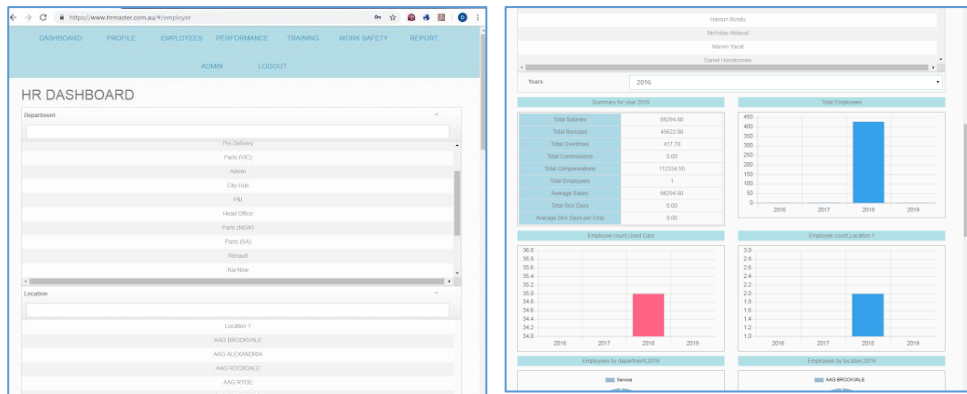 https://www.hrmaster.com.au/#/employer
DASHBOARD PROFILE EMPLOYEES PERFORMANCE TRAINING WORK SAFETY REPORT
ADMIN LOGOUT
HR DASHBOARD
Department
Pre Delivery
Parts (VIC)
Admin
City Hub
P&I
Head Office
Parts (NSW)
Parts (SA)
Renault
Kia New
Location
Location 1
AAG BROOKVALE
AAG ALEXANDRIA
AAG ROCKDALE
AAG RYDE
Haroun Bundu
Nicholas Abboud
Marvin Yacat
Daniel
Years 2016
Summary for year 2016
Total Salaries 66294.80
Total Bonuses 45622.00
Total Overtimes 417.70
Total Commissions 0.00
Total Compensations 112334.50
Total Employees 1
Average Salary 66294.80
Total Sick Days 0.00
Average Sick Days per Emp. 0.00
Total Employees
450
400
350
300
250
200
150
100
50
0
2016 2017 2018 2019
Employee count,Used Cars
36.0
35.8
35.6
35.4
35.2
35.0
34.8
34.6
34.4
34.2
34.0
2016 2017 2018 2019
Employee count,Location 1
3.0
2.8
2.6
2.4
2.2
2.0
1.8
1.6
1.4
1.2
1.0
2016 2017 2018 2019
Employees by department,2016
Service
Employees by location,2016
AAG BROOKVALE